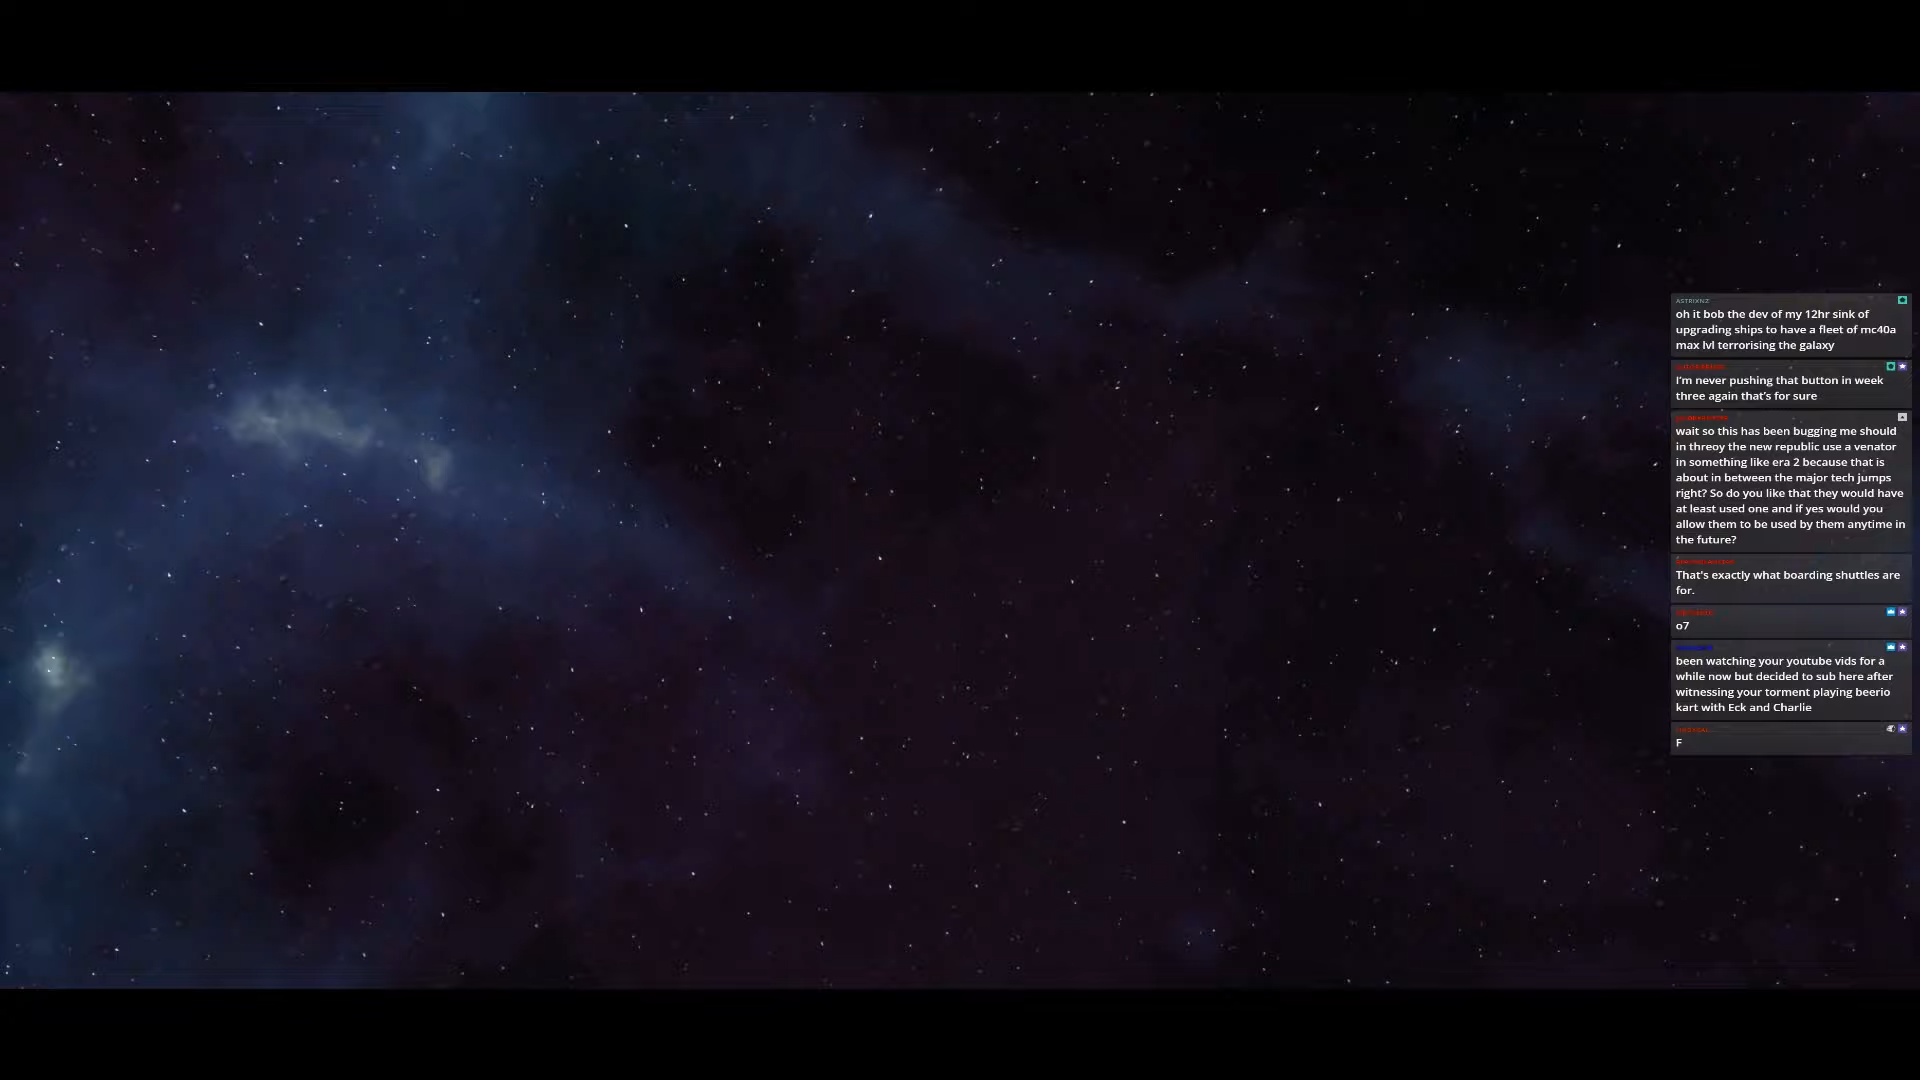 ASTRIXNZ
oh it bob the dev of my 12hr sink of
upgrading ships to have a fleet of mc40a
max lvl terrorising the galaxy
I'm never pushing that button in week
three again that's for sure
wait so this has been bugging me should
in threoy the new republic use a venator
in something like era 2 because that is
about in between the major tech jumps
right? So do you like that they would have
at least used one and if yes would you
allow them to be used by them anytime in
the future?
That's exactly what boarding shuttles are
for.
o7
been watching your youtube vids for a
while now but decided to sub here after
witnessing your torment playing beerio
kart with Eck and Charlie
F